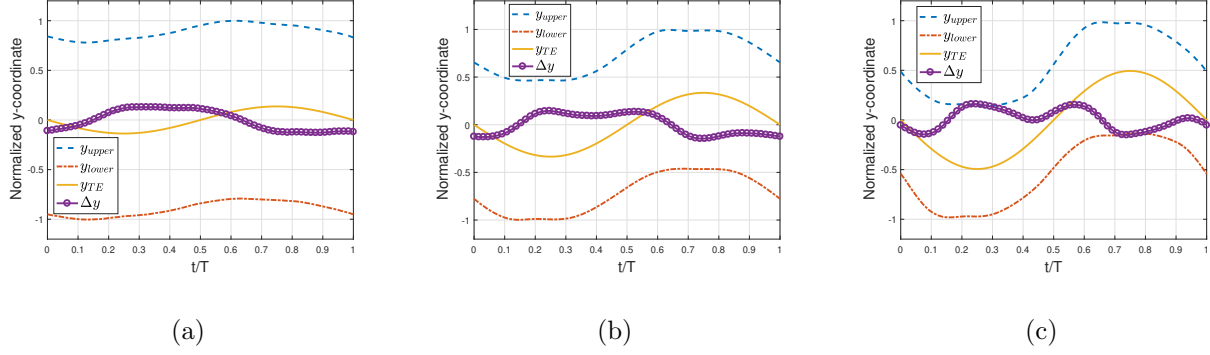 Normalized y-coordinate
1
0.5
0
-0.5
-1
y_upper
y_lower
y_TE
Δy
0 0.1 0.2 0.3 0.4 0.5 0.6 0.7 0.8 0.9 1
t/T
(a)
Normalized y-coordinate
1
0.5
0
-0.5
-1
y_upper
y_lower
y_TE
Δy
0 0.1 0.2 0.3 0.4 0.5 0.6 0.7 0.8 0.9 1
t/T
(b)
Normalized y-coordinate
1
0.5
0
-0.5
-1
y_upper
y_lower
y_TE
Δy
0 0.1 0.2 0.3 0.4 0.5 0.6 0.7 0.8 0.9 1
t/T
(c)